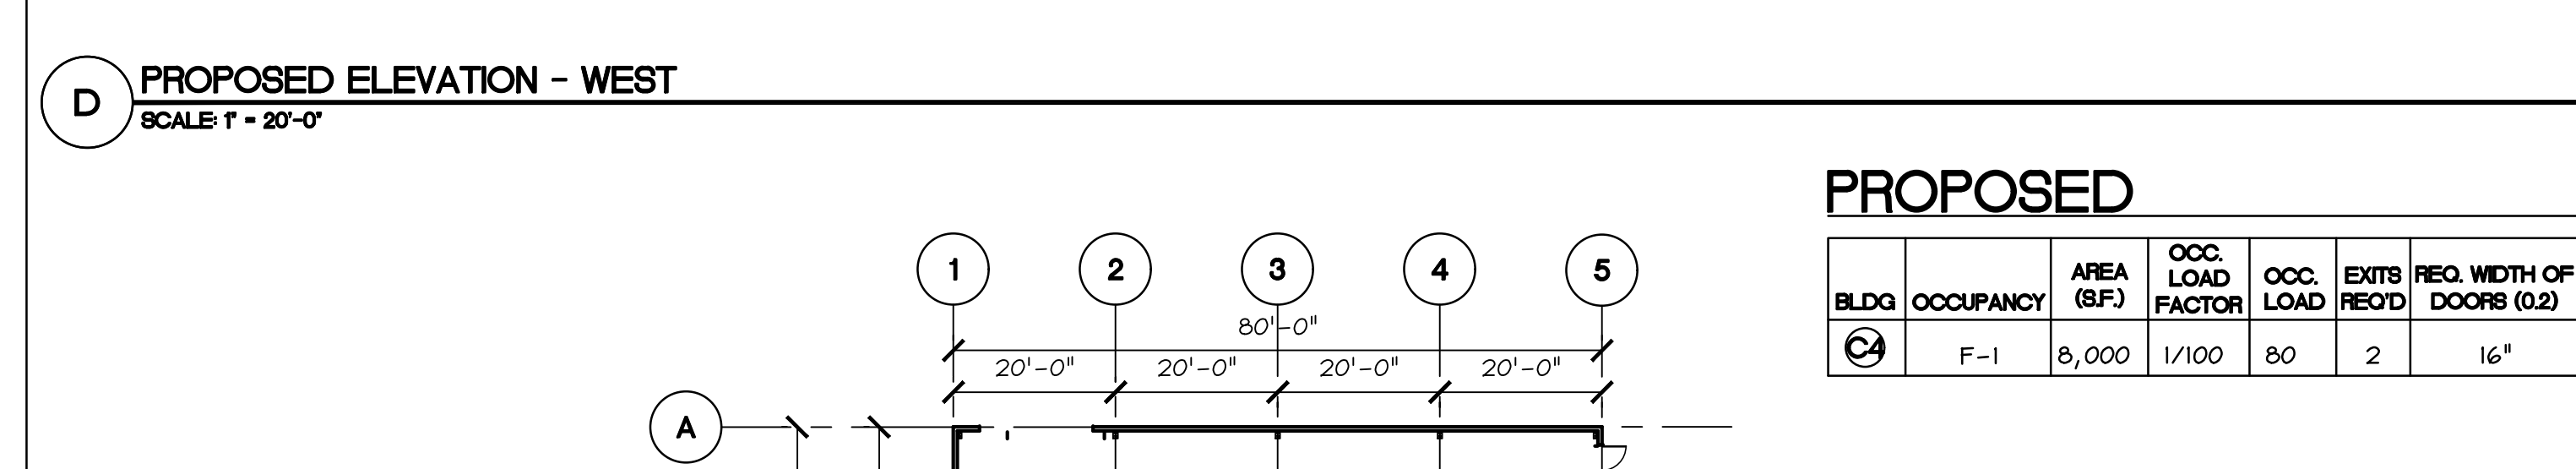 D
PROPOSED ELEVATION - WEST
SCALE: 1" = 20'-0"
PROPOSED
BLDG OCCUPANCY AREA (S.F.) OCC. LOAD FACTOR OCC. LOAD EXITS REQ'D REQ. WIDTH OF DOORS (0.2)
C4 F-1 8,000 1/100 80 2 16"
1 2 3 4 5
80'-0"
20'-0" 20'-0" 20'-0" 20'-0"
A